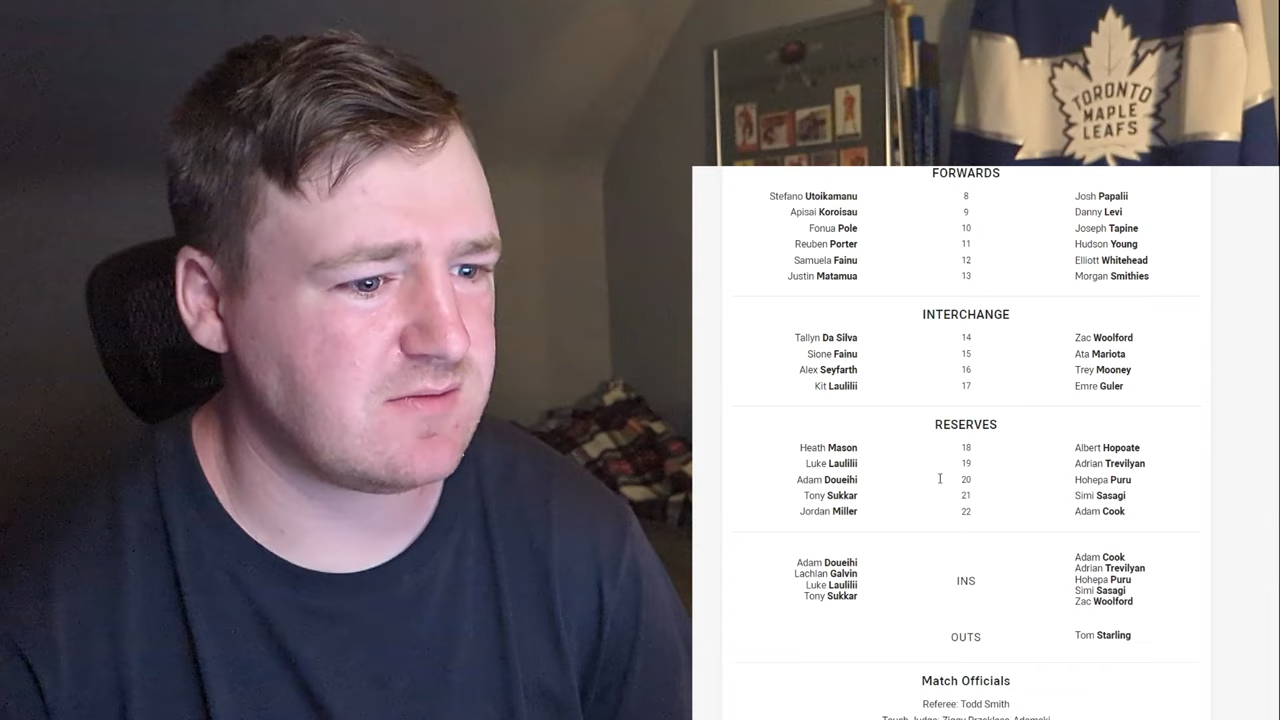 TORONTO
MAPLE
LEAFS
FORWARDS
Stefano Utoikamanu 8 Josh Papalii
Apisai Koroisau 9 Danny Levi
Fonua Pole 10 Joseph Tapine
Reuben Porter 11 Hudson Young
Samuela Fainu 12 Elliott Whitehead
Justin Matamua 13 Morgan Smithies
INTERCHANGE
Tallyn Da Silva 14 Zac Woolford
Sione Fainu 15 Ata Mariota
Alex Seyfarth 16 Trey Mooney
Kit Laulilii 17 Emre Guler
RESERVES
Heath Mason 18 Albert Hopoate
Luke Laulilii 19 Adrian Trevilyan
Adam Doueihi 20 Hohepa Puru
Tony Sukkar 21 Simi Sasagi
Jordan Miller 22 Adam Cook
Adam Doueihi
Lachlan Galvin
Luke Laulilii
Tony Sukkar
INS
Adam Cook
Adrian Trevilyan
Hohepa Puru
Simi Sasagi
Zac Woolford
OUTS Tom Starling
Match Officials
Referee: Todd Smith